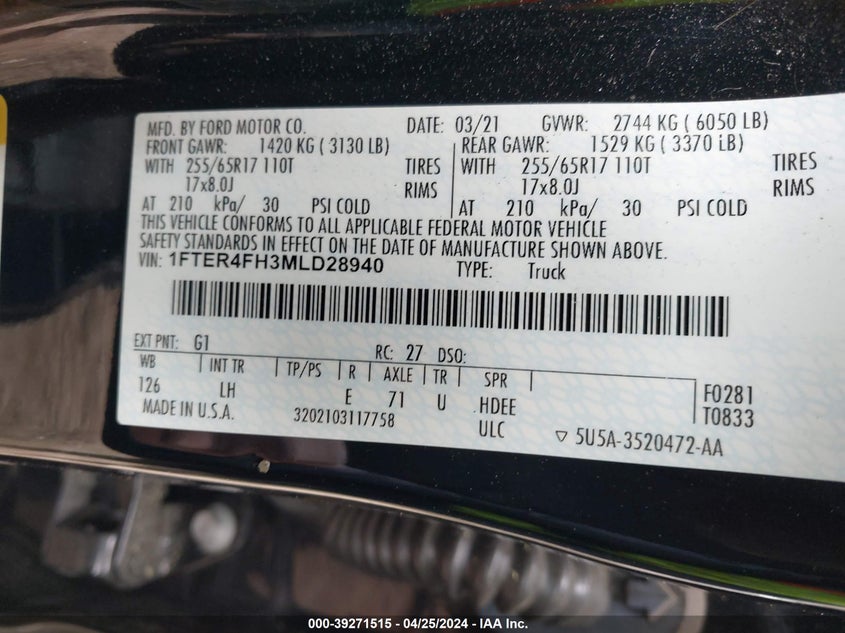 MFD. BY FORD MOTOR CO. DATE: 03/21 GVWR: 2744 KG ( 6050 LB)
FRONT GAWR: 1420 KG ( 3130 LB) REAR GAWR: 1529 KG ( 3370 LB)
WITH 255/65R17 110T TIRES WITH 255/65R17 110T TIRES
17x8.0J RIMS 17x8.0J RIMS
AT 210 kPa/ 30 PSI COLD AT 210 kPa/ 30 PSI COLD
THIS VEHICLE CONFORMS TO ALL APPLICABLE FEDERAL MOTOR VEHICLE
SAFETY STANDARDS IN EFFECT ON THE DATE OF MANUFACTURE SHOWN ABOVE.
VIN: 1FTER4FH3MLD28940 TYPE: Truck
EXT PNT: G1 RC: 27 DSO:
WB INT TR TP/PS R AXLE TR SPR
126 LH E 71 U .HDEE F0281
MADE IN U.S.A. 3202103117758 ULC T0833
5U5A-3520472-AA
000-39271515 - 04/25/2024 - IAA Inc.